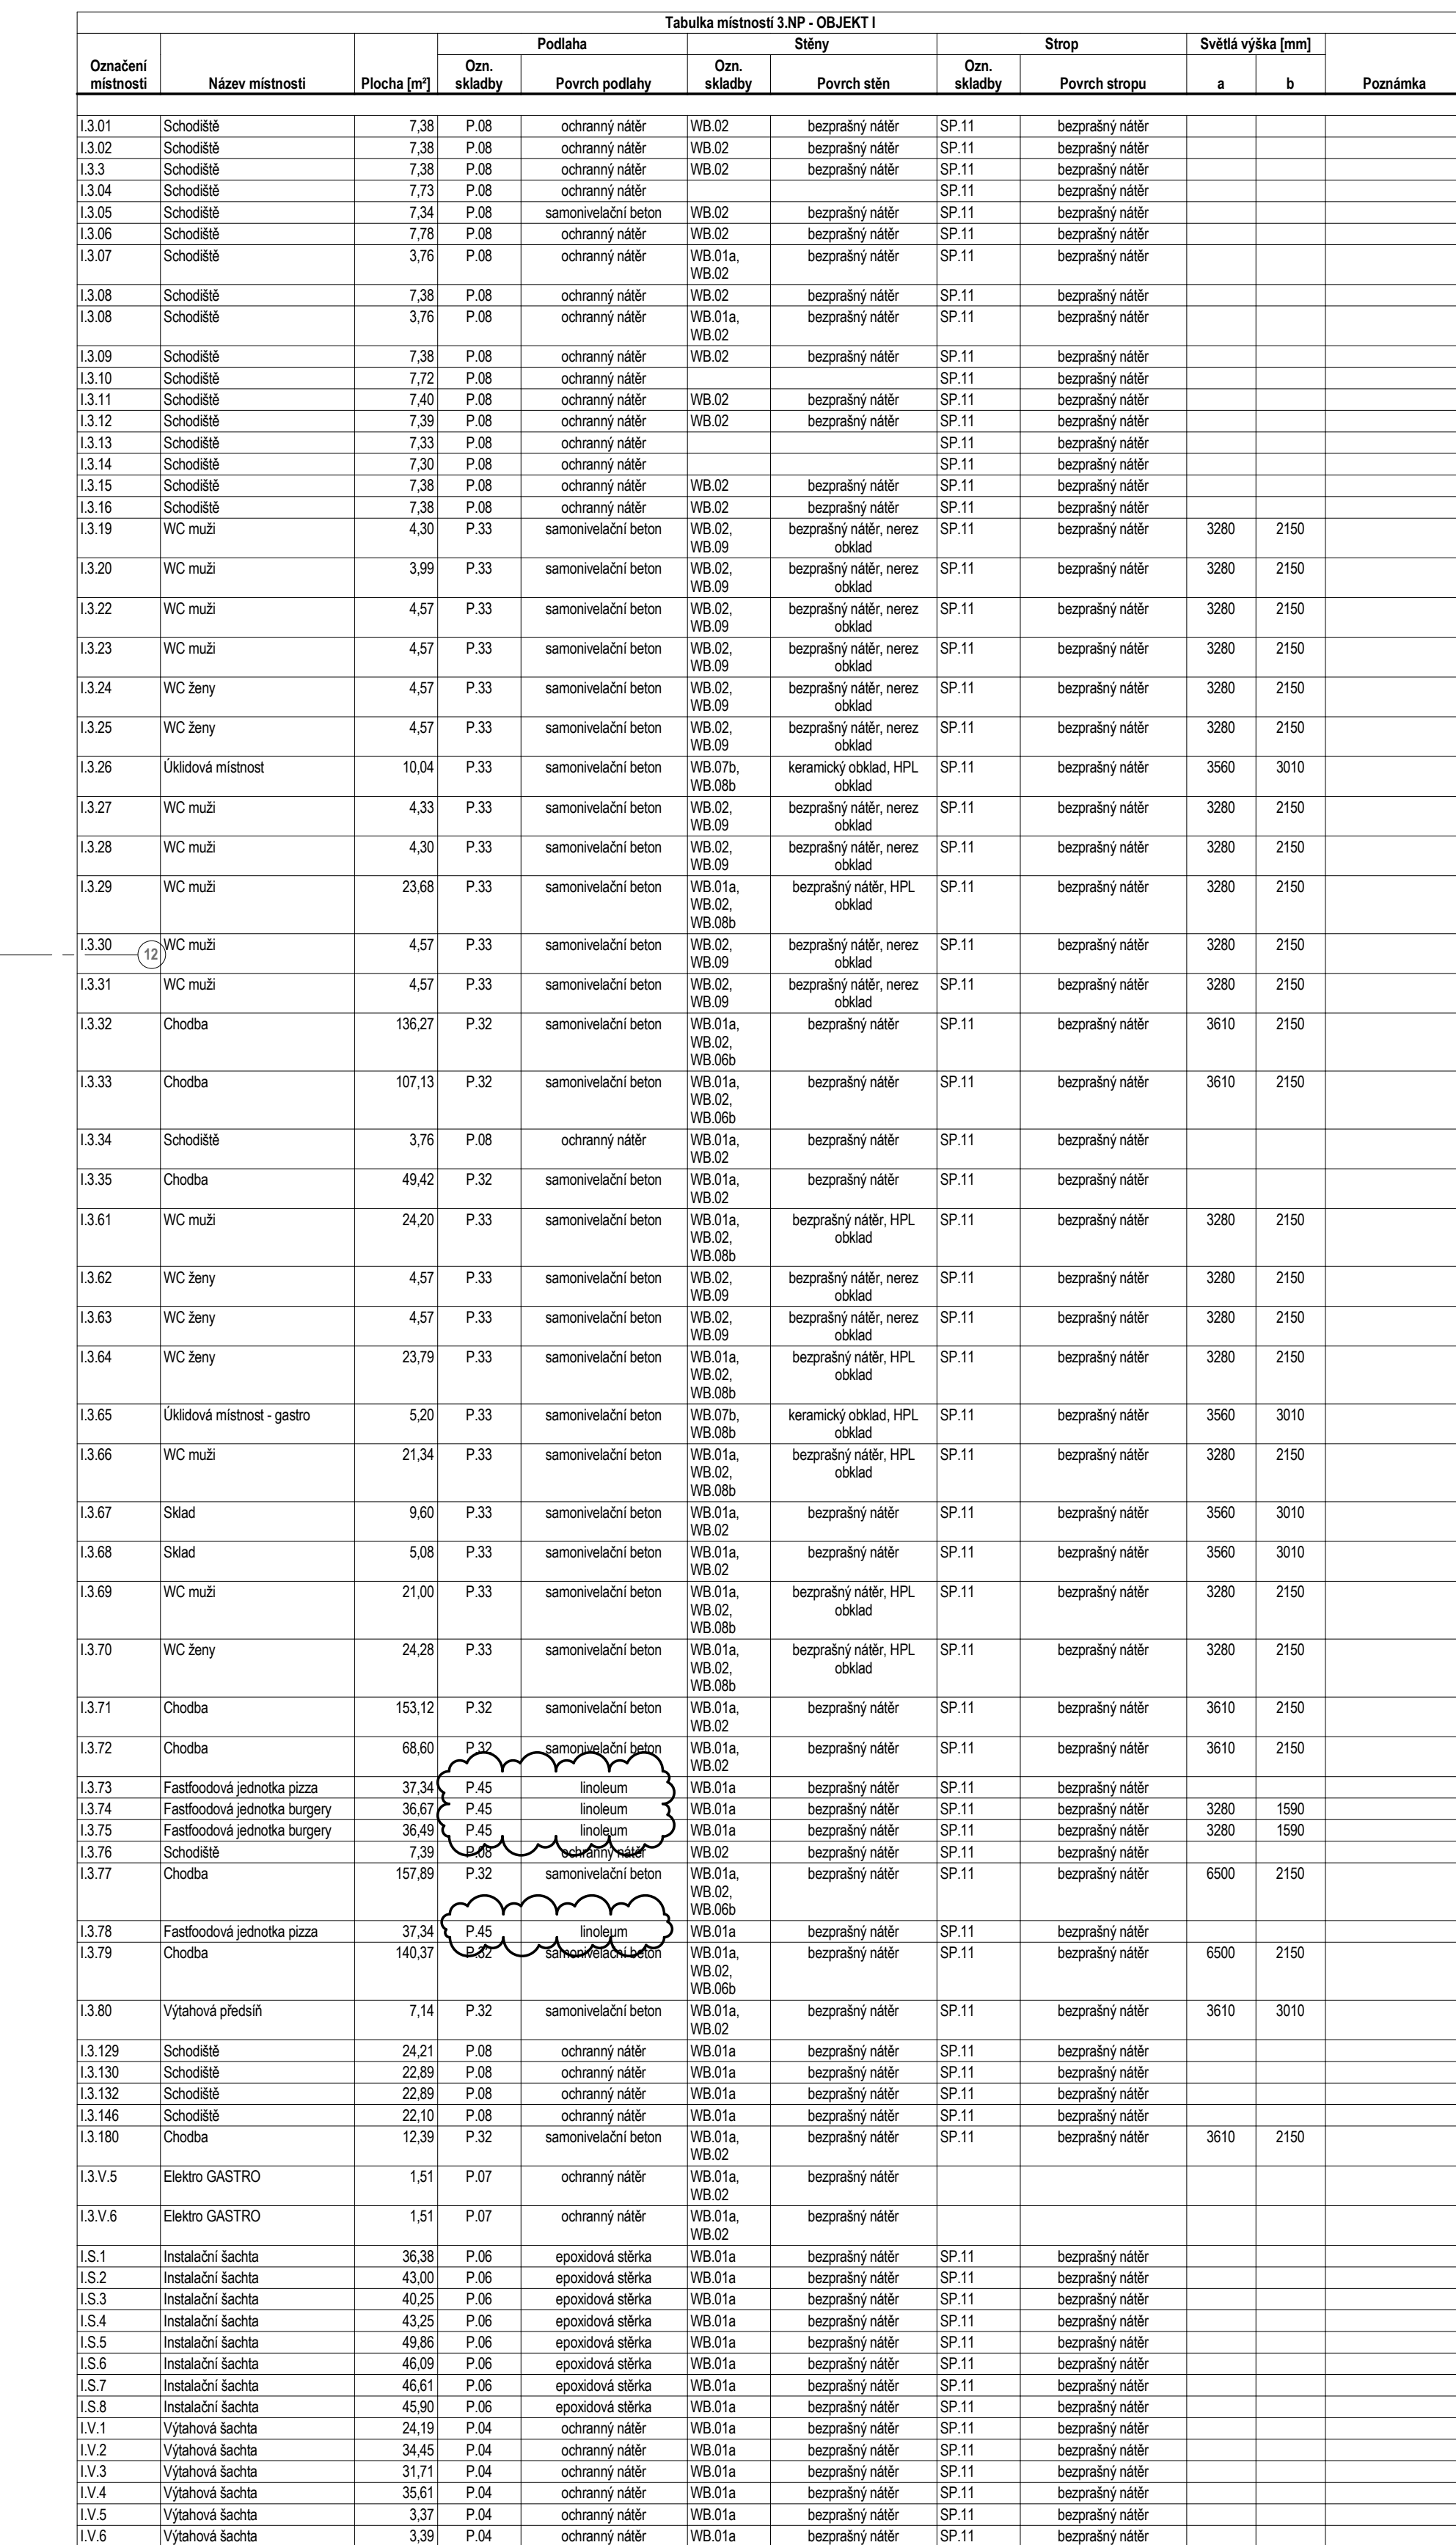 Tabulka místností 3.NP - OBJEKT I
Označení místnosti Název místnosti Plocha [m²] Podlaha Stěny Strop Světlá výška [mm] Poznámka
Ozn. skladby Povrch podlahy Ozn. skladby Povrch stěn Ozn. skladby Povrch stropu a b
I.3.01 Schodiště 7,38 P.08 ochranný nátěr WB.02 bezprašný nátěr SP.11 bezprašný nátěr
I.3.02 Schodiště 7,38 P.08 ochranný nátěr WB.02 bezprašný nátěr SP.11 bezprašný nátěr
I.3.3 Schodiště 7,38 P.08 ochranný nátěr WB.02 bezprašný nátěr SP.11 bezprašný nátěr
I.3.04 Schodiště 7,73 P.08 ochranný nátěr SP.11 bezprašný nátěr
I.3.05 Schodiště 7,34 P.08 samonivelační beton WB.02 bezprašný nátěr SP.11 bezprašný nátěr
I.3.06 Schodiště 7,78 P.08 ochranný nátěr WB.02 bezprašný nátěr SP.11 bezprašný nátěr
I.3.07 Schodiště 3,76 P.08 ochranný nátěr WB.01a, WB.02 bezprašný nátěr SP.11 bezprašný nátěr
I.3.08 Schodiště 7,38 P.08 ochranný nátěr WB.02 bezprašný nátěr SP.11 bezprašný nátěr
I.3.08 Schodiště 3,76 P.08 ochranný nátěr WB.01a, WB.02 bezprašný nátěr SP.11 bezprašný nátěr
I.3.09 Schodiště 7,38 P.08 ochranný nátěr WB.02 bezprašný nátěr SP.11 bezprašný nátěr
I.3.10 Schodiště 7,72 P.08 ochranný nátěr SP.11 bezprašný nátěr
I.3.11 Schodiště 7,40 P.08 ochranný nátěr WB.02 bezprašný nátěr SP.11 bezprašný nátěr
I.3.12 Schodiště 7,39 P.08 ochranný nátěr WB.02 bezprašný nátěr SP.11 bezprašný nátěr
I.3.13 Schodiště 7,33 P.08 ochranný nátěr SP.11 bezprašný nátěr
I.3.14 Schodiště 7,30 P.08 ochranný nátěr SP.11 bezprašný nátěr
I.3.15 Schodiště 7,38 P.08 ochranný nátěr WB.02 bezprašný nátěr SP.11 bezprašný nátěr
I.3.16 Schodiště 7,38 P.08 ochranný nátěr WB.02 bezprašný nátěr SP.11 bezprašný nátěr
I.3.19 WC muži 4,30 P.33 samonivelační beton WB.02, WB.09 bezprašný nátěr, nerez obklad SP.11 bezprašný nátěr 3280 2150
I.3.20 WC muži 3,99 P.33 samonivelační beton WB.02, WB.09 bezprašný nátěr, nerez obklad SP.11 bezprašný nátěr 3280 2150
I.3.22 WC muži 4,57 P.33 samonivelační beton WB.02, WB.09 bezprašný nátěr, nerez obklad SP.11 bezprašný nátěr 3280 2150
I.3.23 WC muži 4,57 P.33 samonivelační beton WB.02, WB.09 bezprašný nátěr, nerez obklad SP.11 bezprašný nátěr 3280 2150
I.3.24 WC ženy 4,57 P.33 samonivelační beton WB.02, WB.09 bezprašný nátěr, nerez obklad SP.11 bezprašný nátěr 3280 2150
I.3.25 WC ženy 4,57 P.33 samonivelační beton WB.02, WB.09 bezprašný nátěr, nerez obklad SP.11 bezprašný nátěr 3280 2150
I.3.26 Úklidová místnost 10,04 P.33 samonivelační beton WB.07b, WB.08b keramický obklad, HPL obklad SP.11 bezprašný nátěr 3560 3010
I.3.27 WC muži 4,33 P.33 samonivelační beton WB.02, WB.09 bezprašný nátěr, nerez obklad SP.11 bezprašný nátěr 3280 2150
I.3.28 WC muži 4,30 P.33 samonivelační beton WB.02, WB.09 bezprašný nátěr, nerez obklad SP.11 bezprašný nátěr 3280 2150
I.3.29 WC muži 23,68 P.33 samonivelační beton WB.01a, WB.02, WB.08b bezprašný nátěr, HPL obklad SP.11 bezprašný nátěr 3280 2150
I.3.30 12 WC muži 4,57 P.33 samonivelační beton WB.02, WB.09 bezprašný nátěr, nerez obklad SP.11 bezprašný nátěr 3280 2150
I.3.31 WC muži 4,57 P.33 samonivelační beton WB.02, WB.09 bezprašný nátěr, nerez obklad SP.11 bezprašný nátěr 3280 2150
I.3.32 Chodba 136,27 P.32 samonivelační beton WB.01a, WB.02, WB.06b bezprašný nátěr SP.11 bezprašný nátěr 3610 2150
I.3.33 Chodba 107,13 P.32 samonivelační beton WB.01a, WB.02, WB.06b bezprašný nátěr SP.11 bezprašný nátěr 3610 2150
I.3.34 Schodiště 3,76 P.08 ochranný nátěr WB.01a, WB.02 bezprašný nátěr SP.11 bezprašný nátěr
I.3.35 Chodba 49,42 P.32 samonivelační beton WB.01a, WB.02 bezprašný nátěr SP.11 bezprašný nátěr
I.3.61 WC muži 24,20 P.33 samonivelační beton WB.01a, WB.02, WB.08b bezprašný nátěr, HPL obklad SP.11 bezprašný nátěr 3280 2150
I.3.62 WC ženy 4,57 P.33 samonivelační beton WB.02, WB.09 bezprašný nátěr, nerez obklad SP.11 bezprašný nátěr 3280 2150
I.3.63 WC ženy 4,57 P.33 samonivelační beton WB.02, WB.09 bezprašný nátěr, nerez obklad SP.11 bezprašný nátěr 3280 2150
I.3.64 WC ženy 23,79 P.33 samonivelační beton WB.01a, WB.02, WB.08b bezprašný nátěr, HPL obklad SP.11 bezprašný nátěr 3280 2150
I.3.65 Úklidová místnost - gastro 5,20 P.33 samonivelační beton WB.07b, WB.08b keramický obklad, HPL obklad SP.11 bezprašný nátěr 3560 3010
I.3.66 WC muži 21,34 P.33 samonivelační beton WB.01a, WB.02, WB.08b bezprašný nátěr, HPL obklad SP.11 bezprašný nátěr 3280 2150
I.3.67 Sklad 9,60 P.33 samonivelační beton WB.01a, WB.02 bezprašný nátěr SP.11 bezprašný nátěr 3560 3010
I.3.68 Sklad 5,08 P.33 samonivelační beton WB.01a, WB.02 bezprašný nátěr SP.11 bezprašný nátěr 3560 3010
I.3.69 WC muži 21,00 P.33 samonivelační beton WB.01a, WB.02, WB.08b bezprašný nátěr, HPL obklad SP.11 bezprašný nátěr 3280 2150
I.3.70 WC ženy 24,28 P.33 samonivelační beton WB.01a, WB.02, WB.08b bezprašný nátěr, HPL obklad SP.11 bezprašný nátěr 3280 2150
I.3.71 Chodba 153,12 P.32 samonivelační beton WB.01a, WB.02 bezprašný nátěr SP.11 bezprašný nátěr 3610 2150
I.3.72 Chodba 68,60 P.32 samonivelační beton WB.01a, WB.02 bezprašný nátěr SP.11 bezprašný nátěr 3610 2150
I.3.73 Fastfoodová jednotka pizza 37,34 P.45 linoleum WB.01a bezprašný nátěr SP.11 bezprašný nátěr
I.3.74 Fastfoodová jednotka burgery 36,67 P.45 linoleum WB.01a bezprašný nátěr SP.11 bezprašný nátěr 3280 1590
I.3.75 Fastfoodová jednotka burgery 36,49 P.45 linoleum WB.01a bezprašný nátěr SP.11 bezprašný nátěr 3280 1590
I.3.76 Schodiště 7,39 P.08 ochranný nátěr WB.02 bezprašný nátěr SP.11 bezprašný nátěr
I.3.77 Chodba 157,89 P.32 samonivelační beton WB.01a, WB.02, WB.06b bezprašný nátěr SP.11 bezprašný nátěr 6500 2150
I.3.78 Fastfoodová jednotka pizza 37,34 P.45 linoleum WB.01a bezprašný nátěr SP.11 bezprašný nátěr
I.3.79 Chodba 140,37 P.32 samonivelační beton WB.01a, WB.02, WB.06b bezprašný nátěr SP.11 bezprašný nátěr 6500 2150
I.3.80 Výtahová předsíň 7,14 P.32 samonivelační beton WB.01a, WB.02 bezprašný nátěr SP.11 bezprašný nátěr 3610 3010
I.3.129 Schodiště 24,21 P.08 ochranný nátěr WB.01a bezprašný nátěr SP.11 bezprašný nátěr
I.3.130 Schodiště 22,89 P.08 ochranný nátěr WB.01a bezprašný nátěr SP.11 bezprašný nátěr
I.3.132 Schodiště 22,89 P.08 ochranný nátěr WB.01a bezprašný nátěr SP.11 bezprašný nátěr
I.3.146 Schodiště 22,10 P.08 ochranný nátěr WB.01a bezprašný nátěr SP.11 bezprašný nátěr
I.3.180 Chodba 12,39 P.32 samonivelační beton WB.01a, WB.02 bezprašný nátěr SP.11 bezprašný nátěr 3610 2150
I.3.V.5 Elektro GASTRO 1,51 P.07 ochranný nátěr WB.01a, WB.02 bezprašný nátěr
I.3.V.6 Elektro GASTRO 1,51 P.07 ochranný nátěr WB.01a, WB.02 bezprašný nátěr
I.S.1 Instalační šachta 36,38 P.06 epoxidová stěrka WB.01a bezprašný nátěr SP.11 bezprašný nátěr
I.S.2 Instalační šachta 43,00 P.06 epoxidová stěrka WB.01a bezprašný nátěr SP.11 bezprašný nátěr
I.S.3 Instalační šachta 40,25 P.06 epoxidová stěrka WB.01a bezprašný nátěr SP.11 bezprašný nátěr
I.S.4 Instalační šachta 43,25 P.06 epoxidová stěrka WB.01a bezprašný nátěr SP.11 bezprašný nátěr
I.S.5 Instalační šachta 49,86 P.06 epoxidová stěrka WB.01a bezprašný nátěr SP.11 bezprašný nátěr
I.S.6 Instalační šachta 46,09 P.06 epoxidová stěrka WB.01a bezprašný nátěr SP.11 bezprašný nátěr
I.S.7 Instalační šachta 46,61 P.06 epoxidová stěrka WB.01a bezprašný nátěr SP.11 bezprašný nátěr
I.S.8 Instalační šachta 45,90 P.06 epoxidová stěrka WB.01a bezprašný nátěr SP.11 bezprašný nátěr
I.V.1 Výtahová šachta 24,19 P.04 ochranný nátěr WB.01a bezprašný nátěr SP.11 bezprašný nátěr
I.V.2 Výtahová šachta 34,45 P.04 ochranný nátěr WB.01a bezprašný nátěr SP.11 bezprašný nátěr
I.V.3 Výtahová šachta 31,71 P.04 ochranný nátěr WB.01a bezprašný nátěr SP.11 bezprašný nátěr
I.V.4 Výtahová šachta 35,61 P.04 ochranný nátěr WB.01a bezprašný nátěr SP.11 bezprašný nátěr
I.V.5 Výtahová šachta 3,37 P.04 ochranný nátěr WB.01a bezprašný nátěr SP.11 bezprašný nátěr
I.V.6 Výtahová šachta 3,39 P.04 ochranný nátěr WB.01a bezprašný nátěr SP.11 bezprašný nátěr